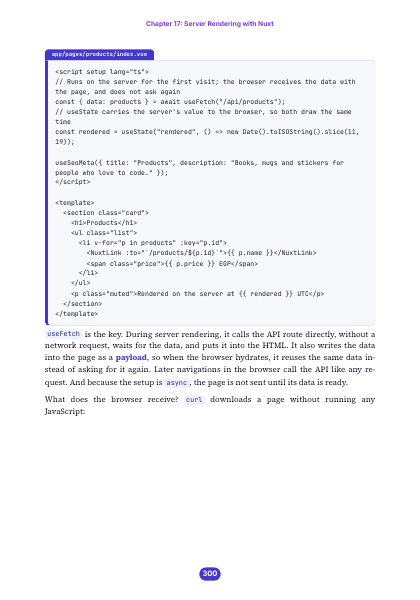 Chapter 17: Server Rendering with Nuxt
app/pages/products/index.vue
<script setup lang="ts">
// Runs on the server for the first visit; the browser receives the data with
the page, and does not ask again
const { data: products } = await useFetch("/api/products");
// useState carries the server's value to the browser, so both draw the same
time
const rendered = useState("rendered", () => new Date().toISOString().slice(11,
19));

useSeoMeta({ title: "Products", description: "Books, mugs and stickers for
people who love to code." });
</script>

<template>
  <section class="card">
    <h1>Products</h1>
    <ul class="list">
      <li v-for="p in products" :key="p.id">
        <NuxtLink :to="`/products/${p.id}`">{{ p.name }}</NuxtLink>
        <span class="price">{{ p.price }} EGP</span>
      </li>
    </ul>
    <p class="muted">Rendered on the server at {{ rendered }} UTC</p>
  </section>
</template>
useFetch is the key. During server rendering, it calls the API route directly, without a
network request, waits for the data, and puts it into the HTML. It also writes the data
into the page as a payload, so when the browser hydrates, it reuses the same data in-
stead of asking for it again. Later navigations in the browser call the API like any re-
quest. And because the setup is async, the page is not sent until its data is ready.
What does the browser receive? curl downloads a page without running any
JavaScript:
300